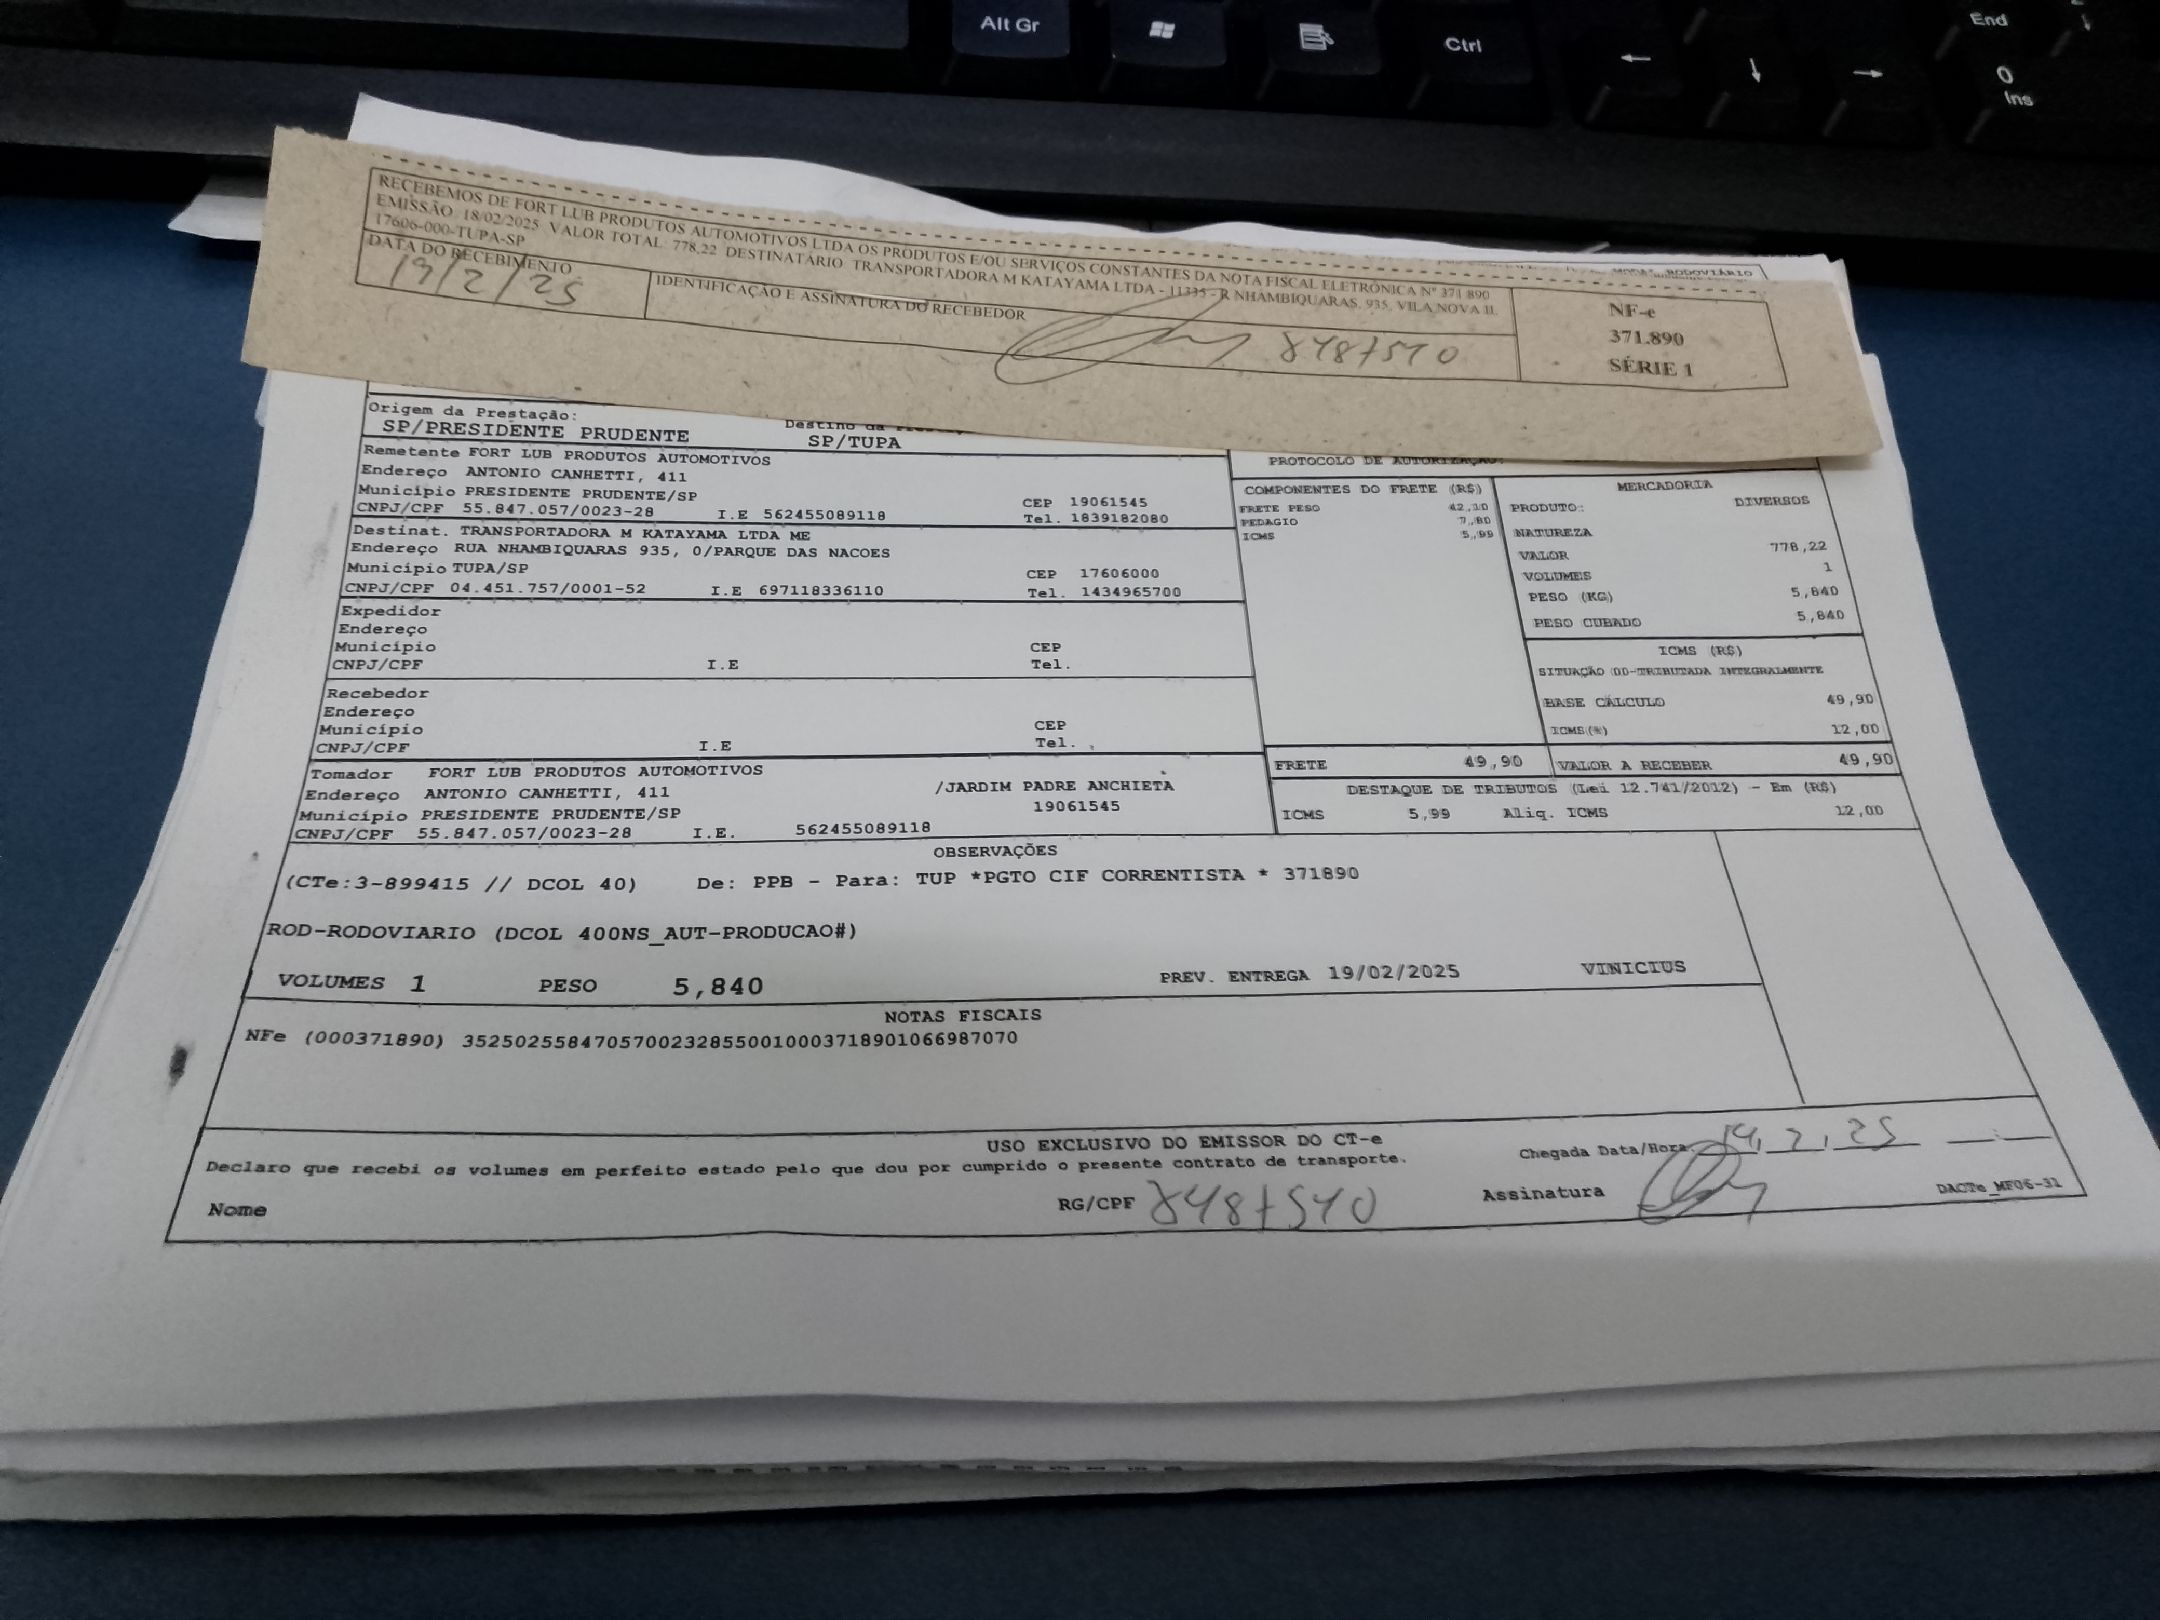 Alt Gr
Ctrl
End
0
Ins
RODOVIÁRIO
RECEBEMOS DE FORT LUB PRODUTOS AUTOMOTIVOS LTDA OS PRODUTOS E/OU SERVIÇOS CONSTANTES DA NOTA FISCAL ELETRÔNICA Nº 371.890
EMISSÃO 18/02/2025 VALOR TOTAL: 778,22 DESTINATÁRIO TRANSPORTADORA M KATAYAMA LTDA - 11335 - R NHAMBIQUARAS, 935, VILA NOVA II,
17606-000-TUPA-SP
DATA DO RECEBIMENTO
19/2/25
IDENTIFICAÇÃO E ASSINATURA DO RECEBEDOR
NF-e
371.890
SÉRIE 1
Origem da Prestação:
SP/PRESIDENTE PRUDENTE
SP/TUPA
Remetente FORT LUB PRODUTOS AUTOMOTIVOS
Endereço ANTONIO CANHETTI, 411
Município PRESIDENTE PRUDENTE/SP CEP 19061545
CNPJ/CPF 55.847.057/0023-28 I.E 562455089118 Tel. 1839182080
Destinat. TRANSPORTADORA M KATAYAMA LTDA ME
Endereço RUA NHAMBIQUARAS 935, 0/PARQUE DAS NACOES
Município TUPA/SP CEP 17606000
CNPJ/CPF 04.451.757/0001-52 I.E 697118336110 Tel. 1434965700
Expedidor
Endereço
Município CEP
CNPJ/CPF I.E Tel.
Recebedor
Endereço
Município CEP
CNPJ/CPF I.E Tel.
Tomador FORT LUB PRODUTOS AUTOMOTIVOS
Endereço ANTONIO CANHETTI, 411 /JARDIM PADRE ANCHIETA
Município PRESIDENTE PRUDENTE/SP 19061545
CNPJ/CPF 55.847.057/0023-28 I.E. 562455089118
PROTOCOLO DE AUTORIZAÇÃO:
COMPONENTES DO FRETE (R$)
FRETE PESO 42,10
PEDAGIO 7,80
ICMS 5,99
MERCADORIA
PRODUTO: DIVERSOS
NATUREZA
VALOR 778,22
VOLUMES 1
PESO (KG) 5,840
PESO CUBADO 5,840
ICMS (R$)
SITUAÇÃO 00-TRIBUTADA INTEGRALMENTE
BASE CÁLCULO 49,90
ICMS(%) 12,00
FRETE 49,90 VALOR A RECEBER 49,90
DESTAQUE DE TRIBUTOS (Lei 12.741/2012) - Em (R$)
ICMS 5,99 Aliq. ICMS 12,00
OBSERVAÇÕES
(CTe:3-899415 // DCOL 40) De: PPB - Para: TUP *PGTO CIF CORRENTISTA * 371890
ROD-RODOVIARIO (DCOL 400NS_AUT-PRODUCAO#)
VOLUMES 1 PESO 5,840 PREV. ENTREGA 19/02/2025 VINICIUS
NOTAS FISCAIS
NFe (000371890) 35250255847057002328550010003718901066987070
USO EXCLUSIVO DO EMISSOR DO CT-e
Declaro que recebi os volumes em perfeito estado pelo que dou por cumprido o presente contrato de transporte.
Chegada Data/Hora 19, 2, 25
Nome RG/CPF Assinatura
DACTe_MF06-31